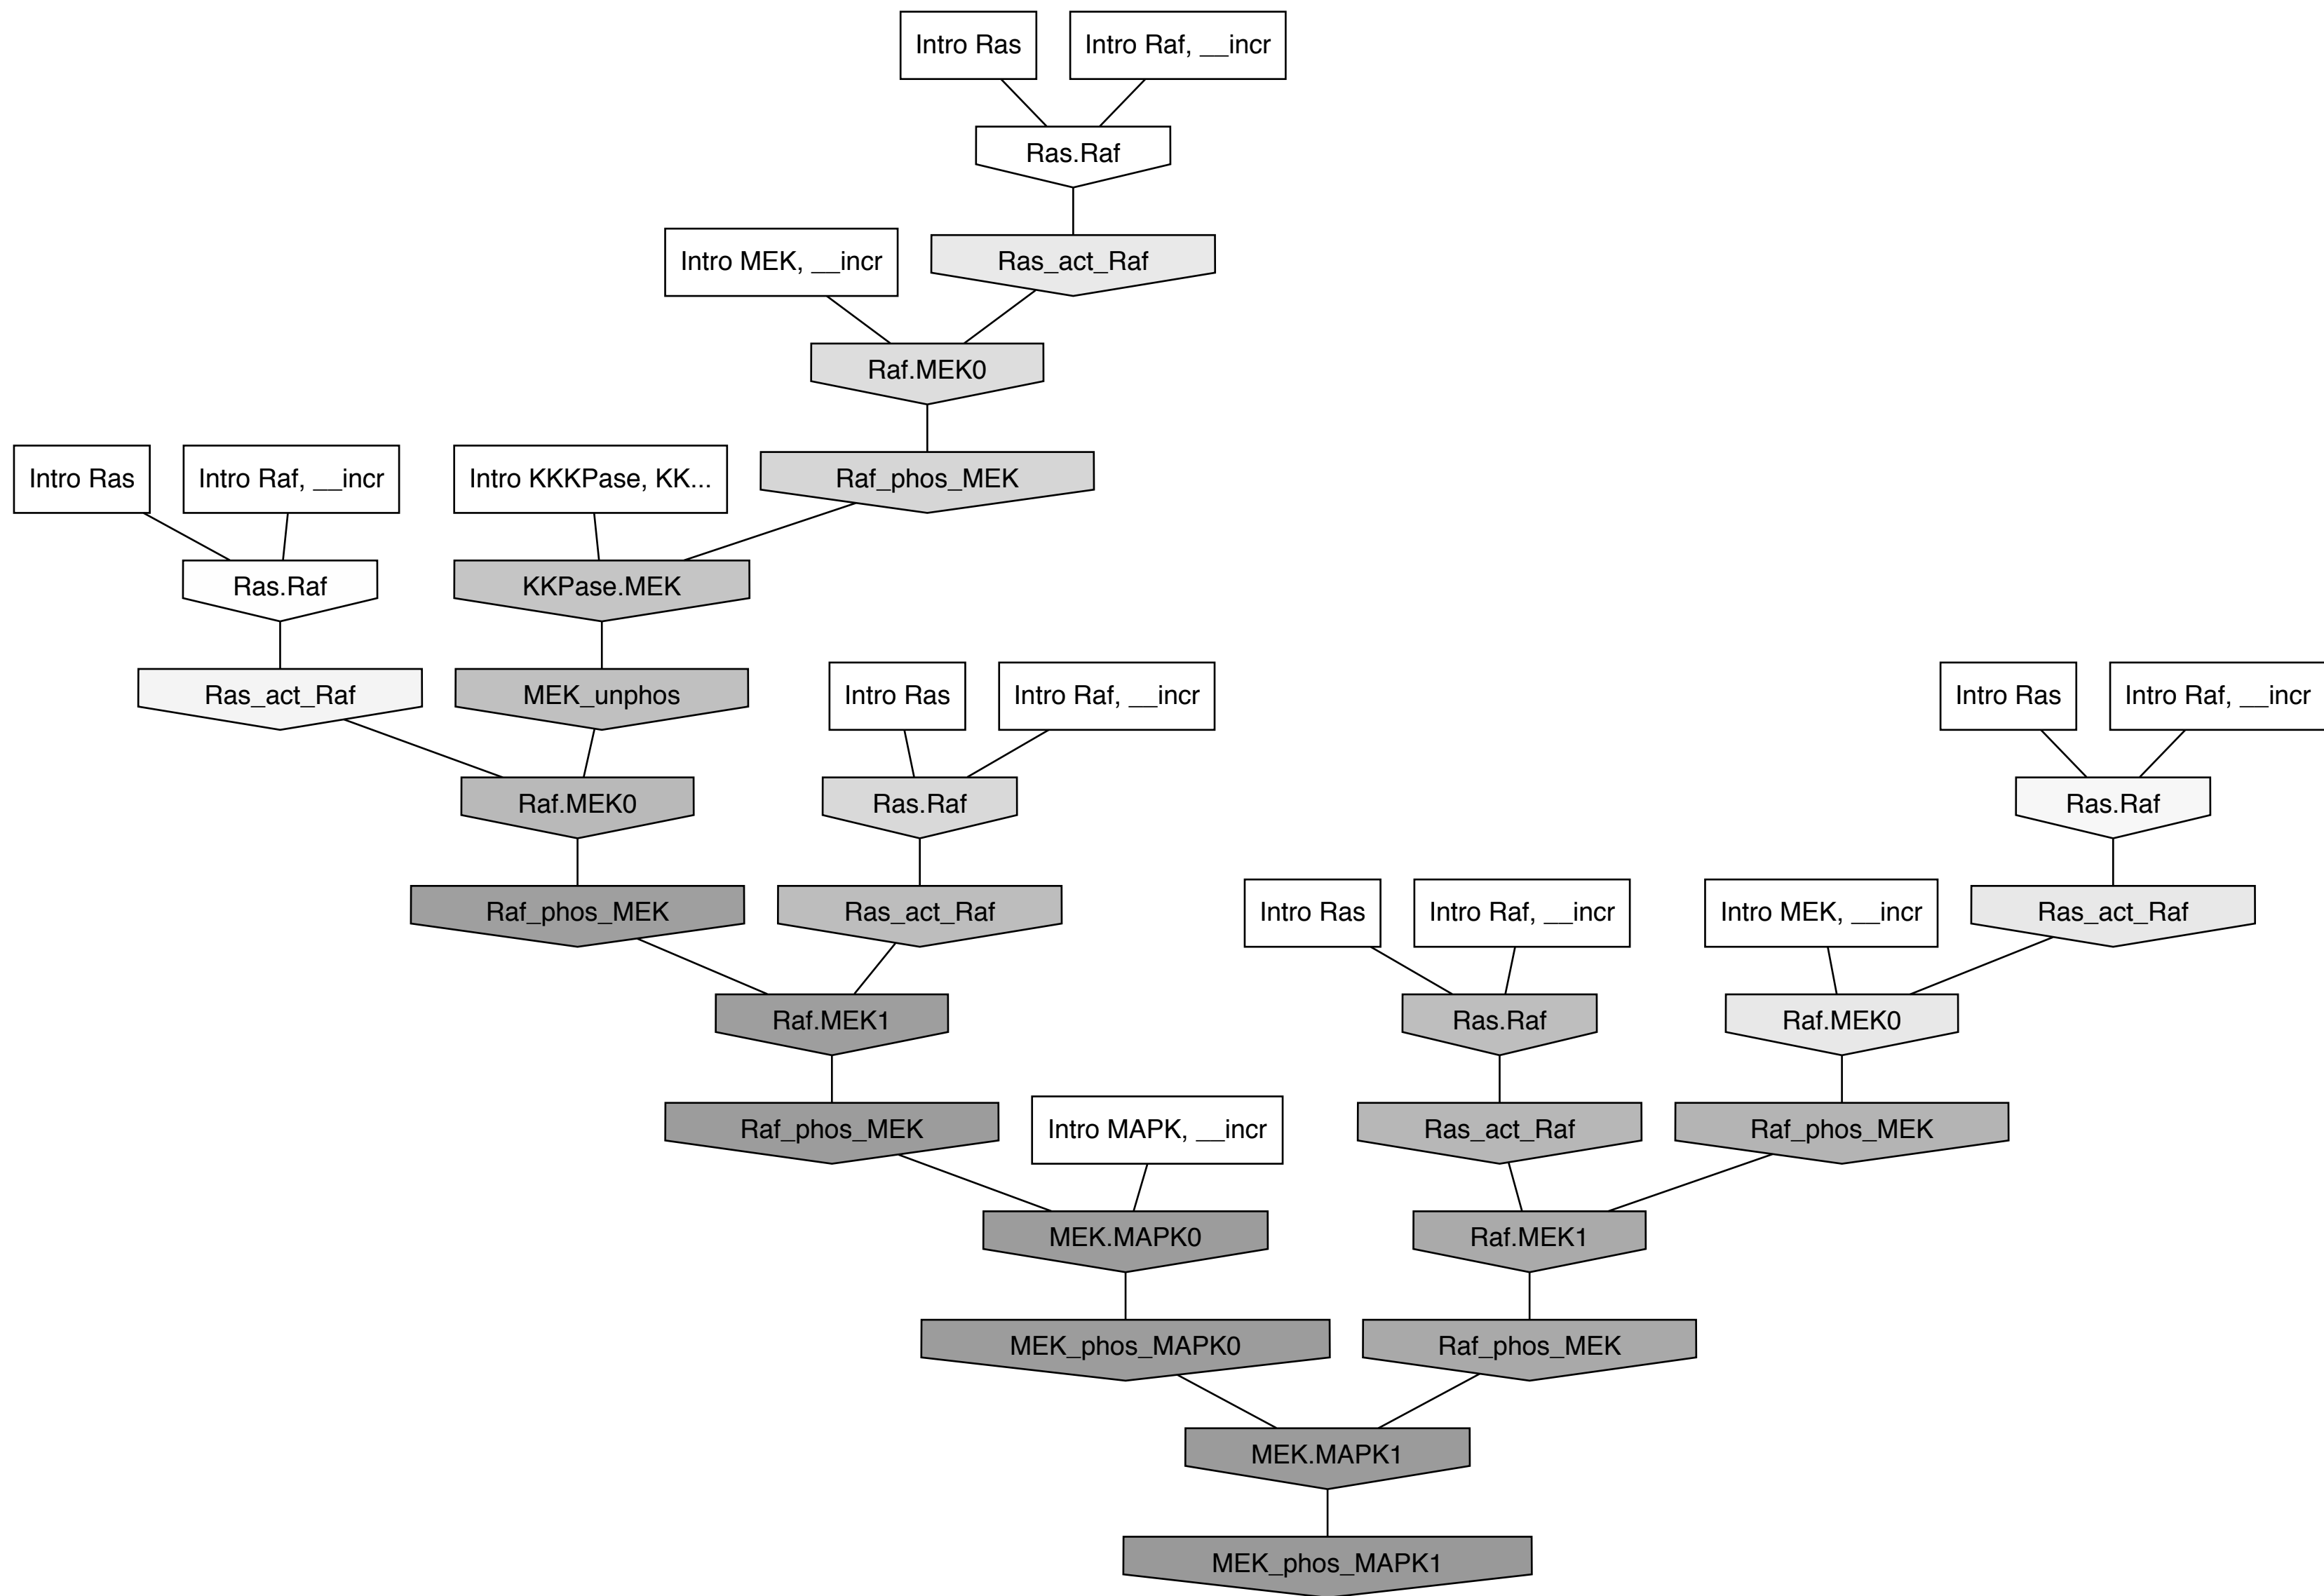 Intro Ras
Intro Raf, __incr
Ras.Raf
Intro MEK, __incr
Ras_act_Raf
Raf.MEK0
Intro Ras
Intro Raf, __incr
Intro KKKPase, KK...
Raf_phos_MEK
Ras.Raf
KKPase.MEK
Ras_act_Raf
MEK_unphos
Intro Ras
Intro Raf, __incr
Intro Ras
Intro Raf, __incr
Raf.MEK0
Ras.Raf
Ras.Raf
Raf_phos_MEK
Ras_act_Raf
Intro Ras
Intro Raf, __incr
Intro MEK, __incr
Ras_act_Raf
Raf.MEK1
Ras.Raf
Raf.MEK0
Raf_phos_MEK
Intro MAPK, __incr
Ras_act_Raf
Raf_phos_MEK
MEK.MAPK0
Raf.MEK1
MEK_phos_MAPK0
Raf_phos_MEK
MEK.MAPK1
MEK_phos_MAPK1